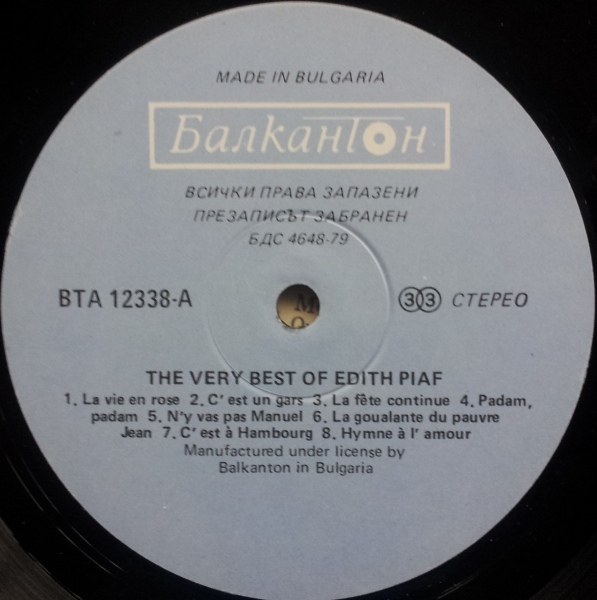 MADE IN BULGARIA
Балкантон
ВСИЧКИ ПРАВА ЗАПАЗЕНИ
ПРЕЗАПИСЪТ ЗАБРАНЕН
БДС 4648-79
ВТА 12338-А
33 СТЕРЕО
THE VERY BEST OF EDITH PIAF
1. La vie en rose 2. C' est un gars 3. La fête continue 4. Padam,
padam 5. N'y vas pas Manuel 6. La goualante du pauvre
Jean 7. C' est à Hambourg 8. Hymne à l' amour
Manufactured under license by
Balkanton in Bulgaria